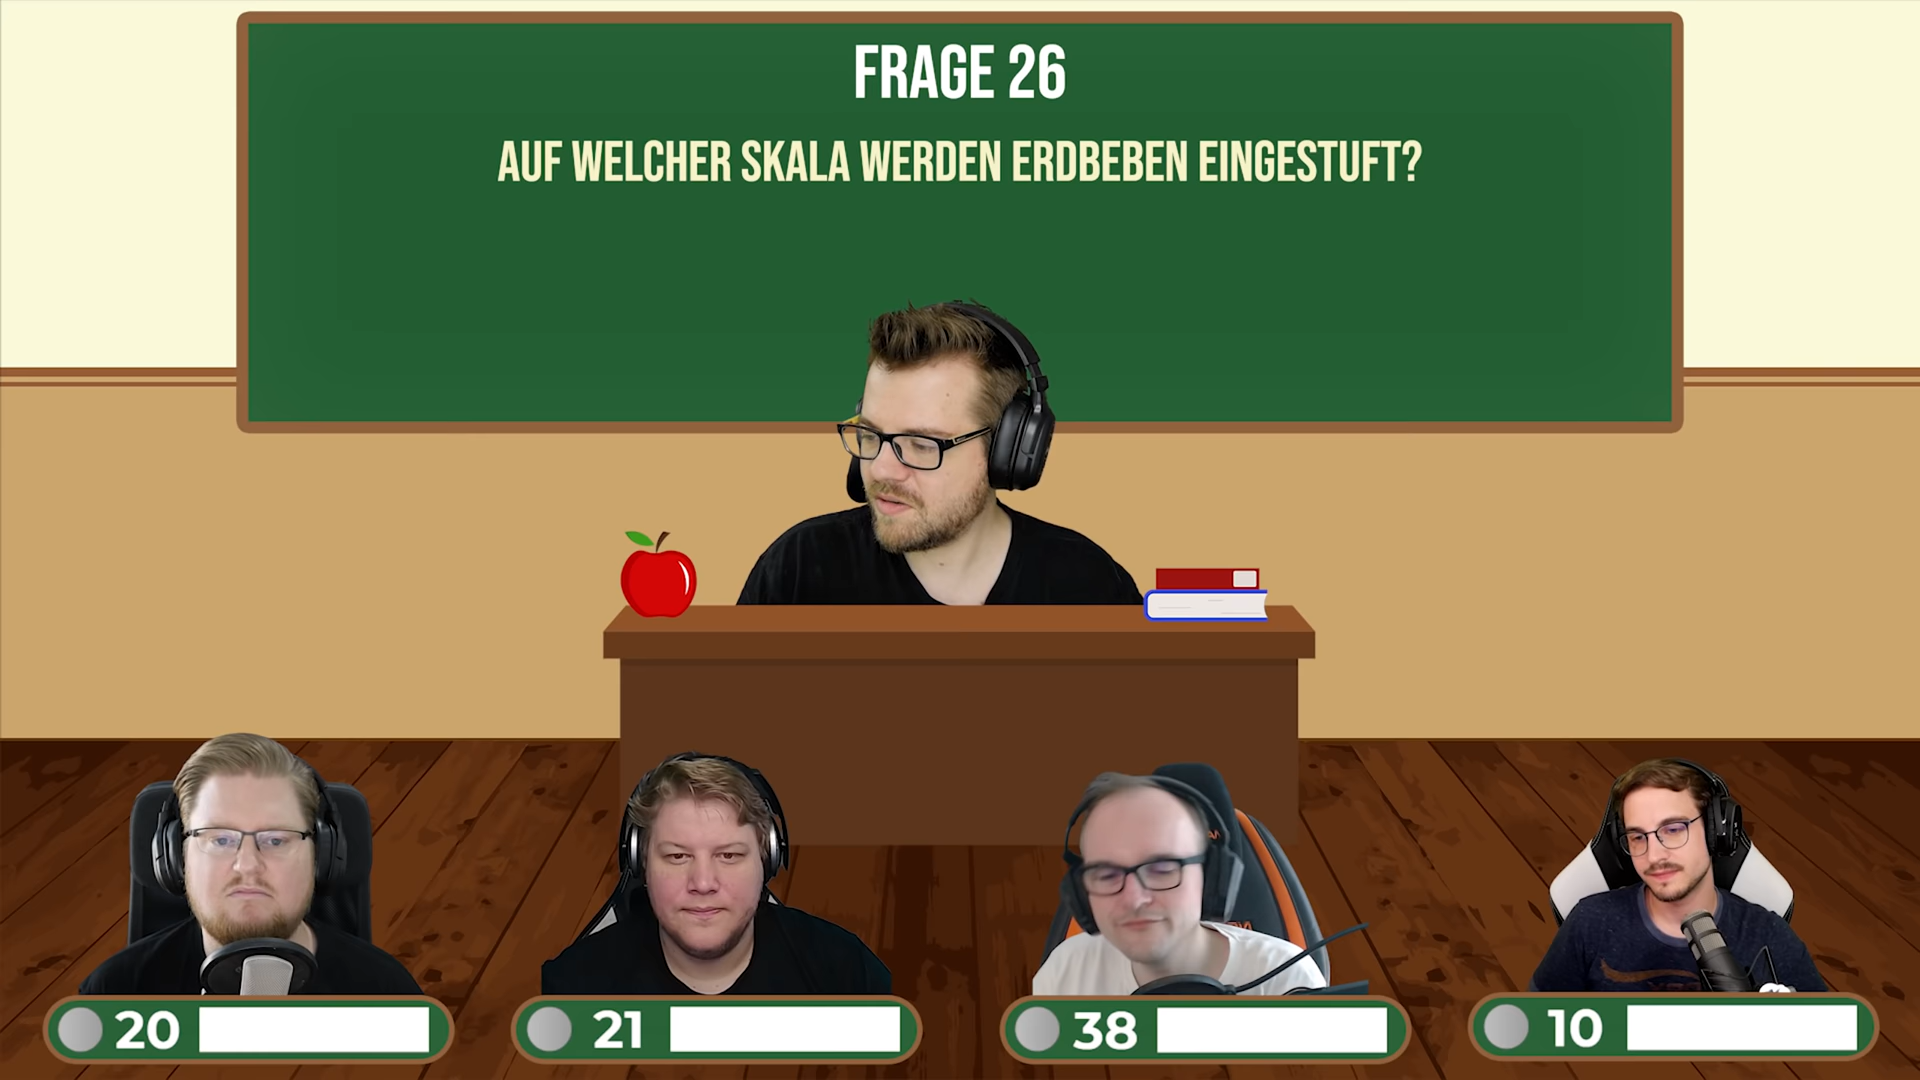 FRAGE 26
AUF WELCHER SKALA WERDEN ERDBEBEN EINGESTUFT?
20
21
38
10